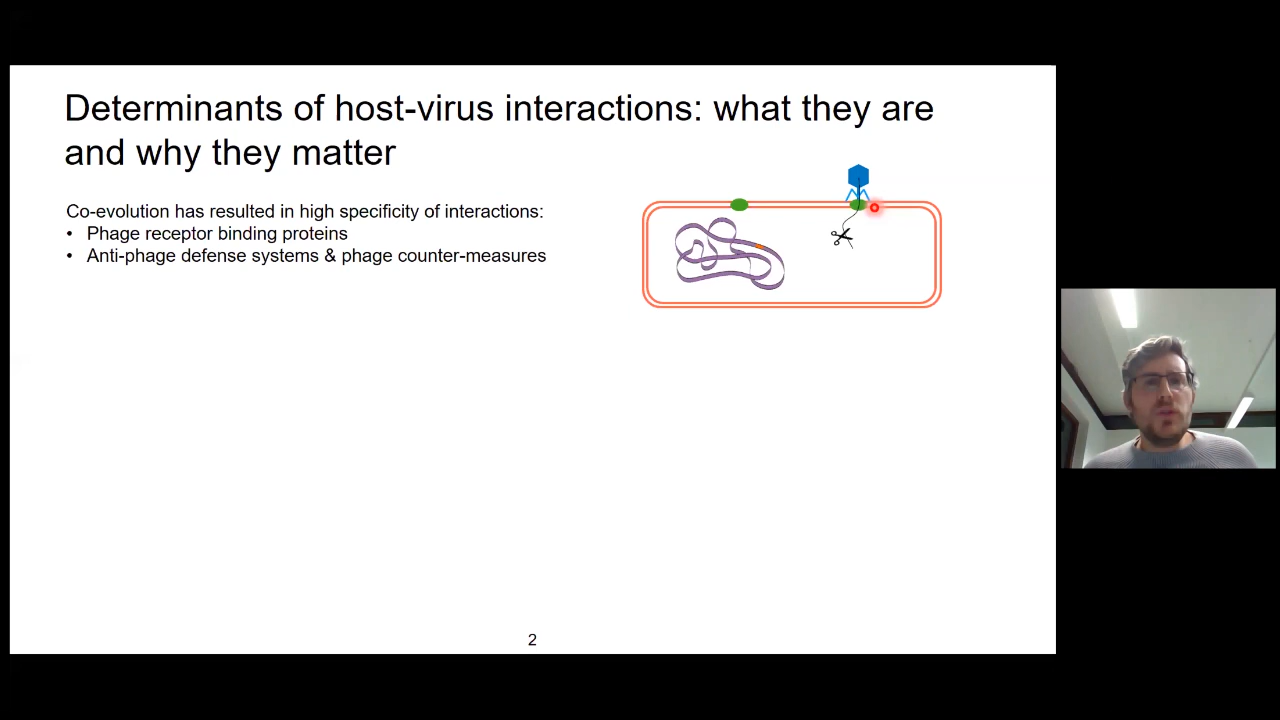 Determinants of host-virus interactions: what they are
and why they matter
Co-evolution has resulted in high specificity of interactions:
• Phage receptor binding proteins
• Anti-phage defense systems & phage counter-measures
2